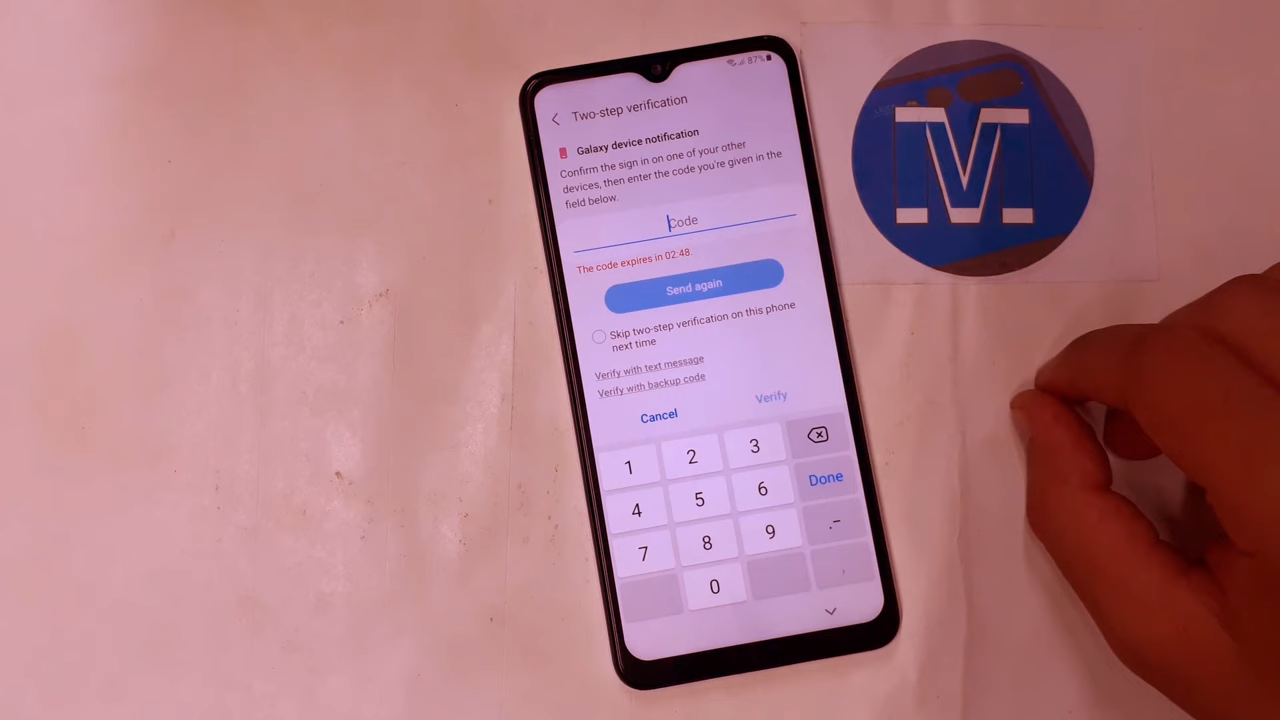 87%
Two-step verification
Galaxy device notification
Confirm the sign in on one of your other
devices, then enter the code you're given in the
field below.
Code
The code expires in 02:48.
Send again
Skip two-step verification on this phone
next time
Verify with text message
Verify with backup code
Cancel
Verify
1 2 3
4 5 6 Done
7 8 9 .-
0 ,
M